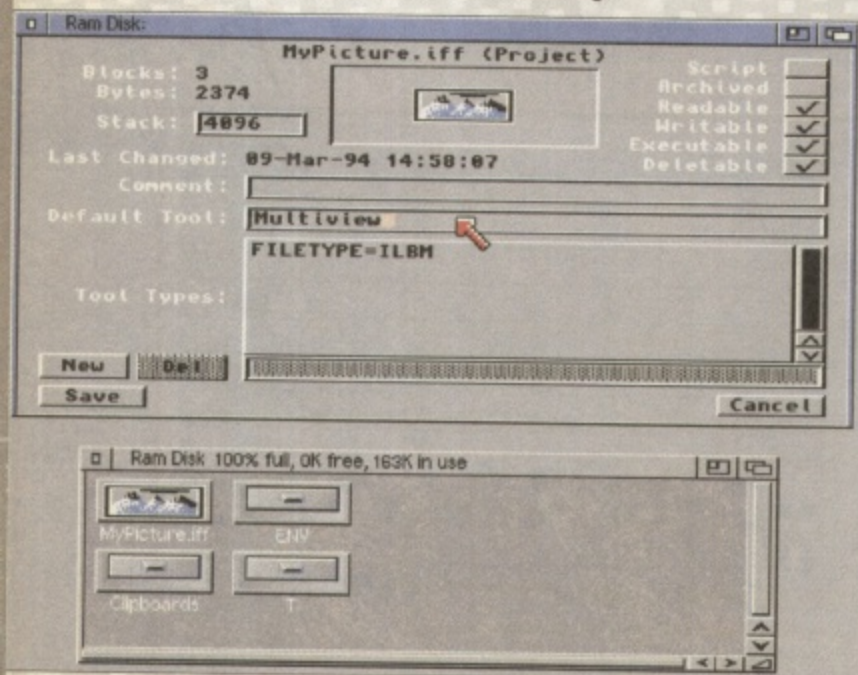 Ram Disk:
MyPicture.iff (Project)
Blocks: 3
Bytes: 2374
Stack: 4096
Script
Archived
Readable
Writable
Executable
Deletable
Last Changed: 09-Mar-94 14:58:07
Comment:
Default Tool: Multiview
Tool Types: FILETYPE=ILBM
New
Del
Save
Cancel
Ram Disk 100% full, 0K free, 163K in use
MyPicture.iff
ENV
Clipboards
T